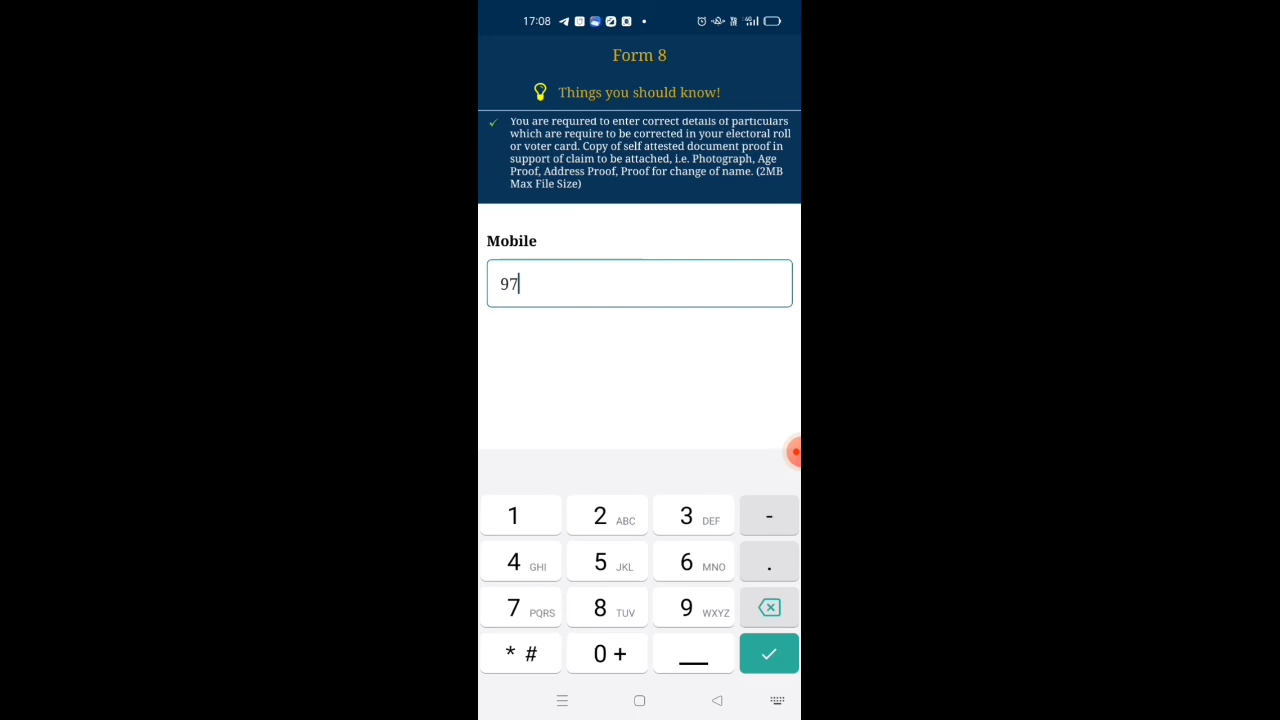 17:08
Form 8
Things you should know!
You are required to enter correct details of particulars
which are require to be corrected in your electoral roll
or voter card. Copy of self attested document proof in
support of claim to be attached, i.e. Photograph, Age
Proof, Address Proof, Proof for change of name. (2MB
Max File Size)
Mobile
97
1 2 ABC 3 DEF -
4 GHI 5 JKL 6 MNO .
7 PQRS 8 TUV 9 WXYZ
* # 0 +